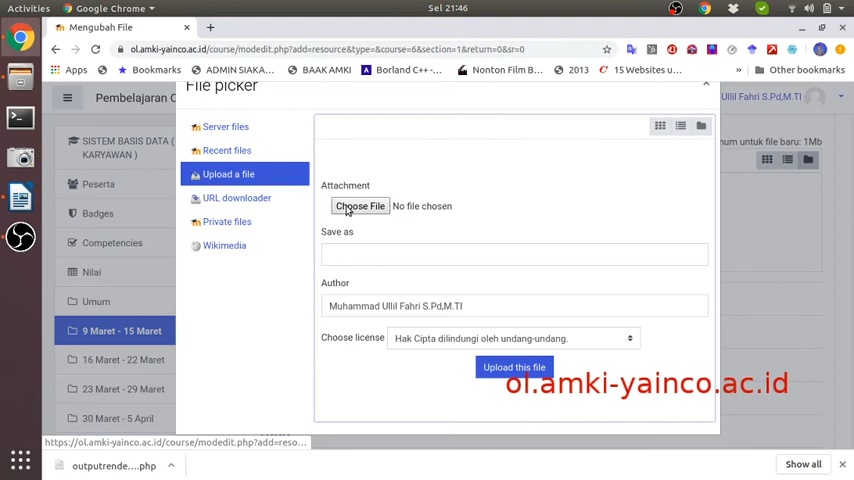 Activities
Google Chrome
Sel 21:46
Mengubah File
ol.amki-yainco.ac.id/course/modedit.php?add=resource&type=&course=6&section=1&return=0&sr=0
Apps
Bookmarks
ADMIN SIAKA...
BAAK AMKI
Borland C++-...
Nonton Film B...
2013
15 Websites u...
»
Other bookmarks
Pembelajaran O
File picker
Ullil Fahri S.Pd,M.TI
SISTEM BASIS DATA (
KARYAWAN )
Peserta
Badges
Competencies
Nilai
Umum
9 Maret - 15 Maret
16 Maret - 22 Maret
23 Maret - 29 Maret
30 Maret - 5 April
Server files
Recent files
Upload a file
URL downloader
Private files
Wikimedia
num untuk file baru: 1Mb
Attachment
Choose File No file chosen
Save as
Author
Muhammad Ullil Fahri S.Pd,M.TI
Choose license
Hak Cipta dilindungi oleh undang-undang.
Upload this file
ol.amki-yainco.ac.id
https://ol.amki-yainco.ac.id/course/modedit.php?add=reso...
outputrende....php
Show all